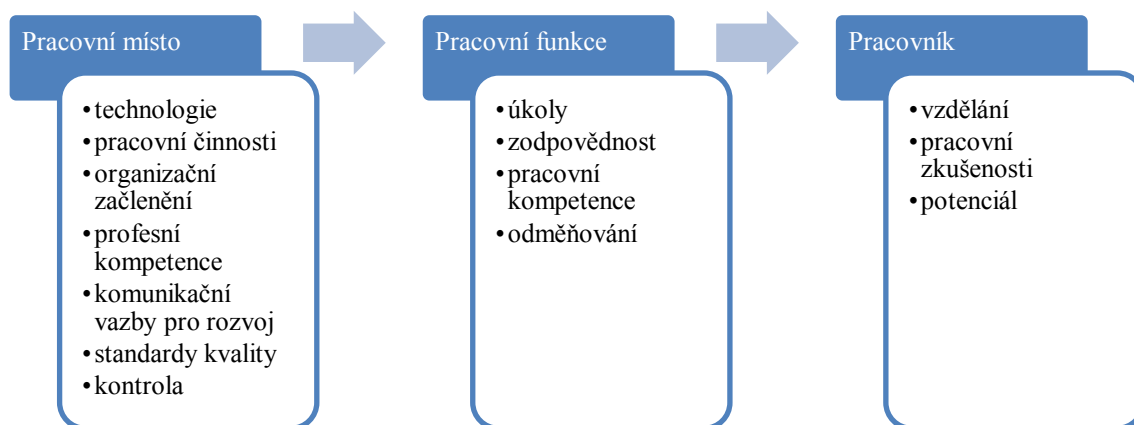 Pracovní místo
• technologie
• pracovní činnosti
• organizační
začlenění
• profesní
kompetence
• komunikační
vazby pro rozvoj
• standardy kvality
• kontrola
Pracovní funkce
• úkoly
• zodpovědnost
• pracovní
kompetence
• odměňování
Pracovník
• vzdělání
• pracovní
zkušenosti
• potenciál